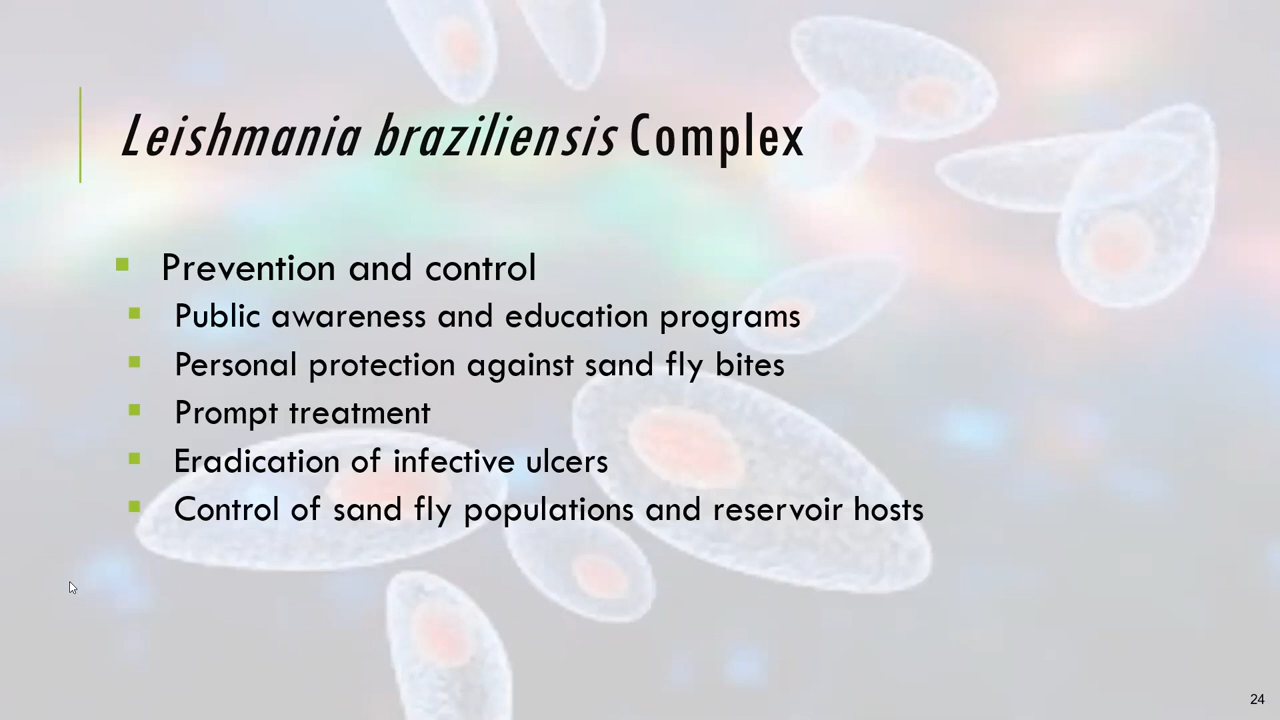 Leishmania braziliensis Complex
Prevention and control
Public awareness and education programs
Personal protection against sand fly bites
Prompt treatment
Eradication of infective ulcers
Control of sand fly populations and reservoir hosts
24